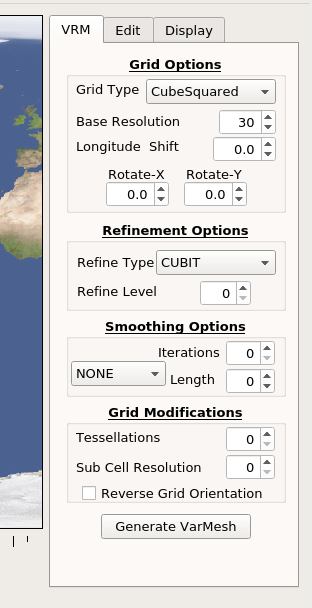 VRM Edit Display
Grid Options
Grid Type CubeSquared
Base Resolution 30
Longitude Shift 0.0
Rotate-X Rotate-Y
0.0 0.0
Refinement Options
Refine Type CUBIT
Refine Level 0
Smoothing Options
Iterations 0
NONE Length 0
Grid Modifications
Tessellations 0
Sub Cell Resolution 0
Reverse Grid Orientation
Generate VarMesh